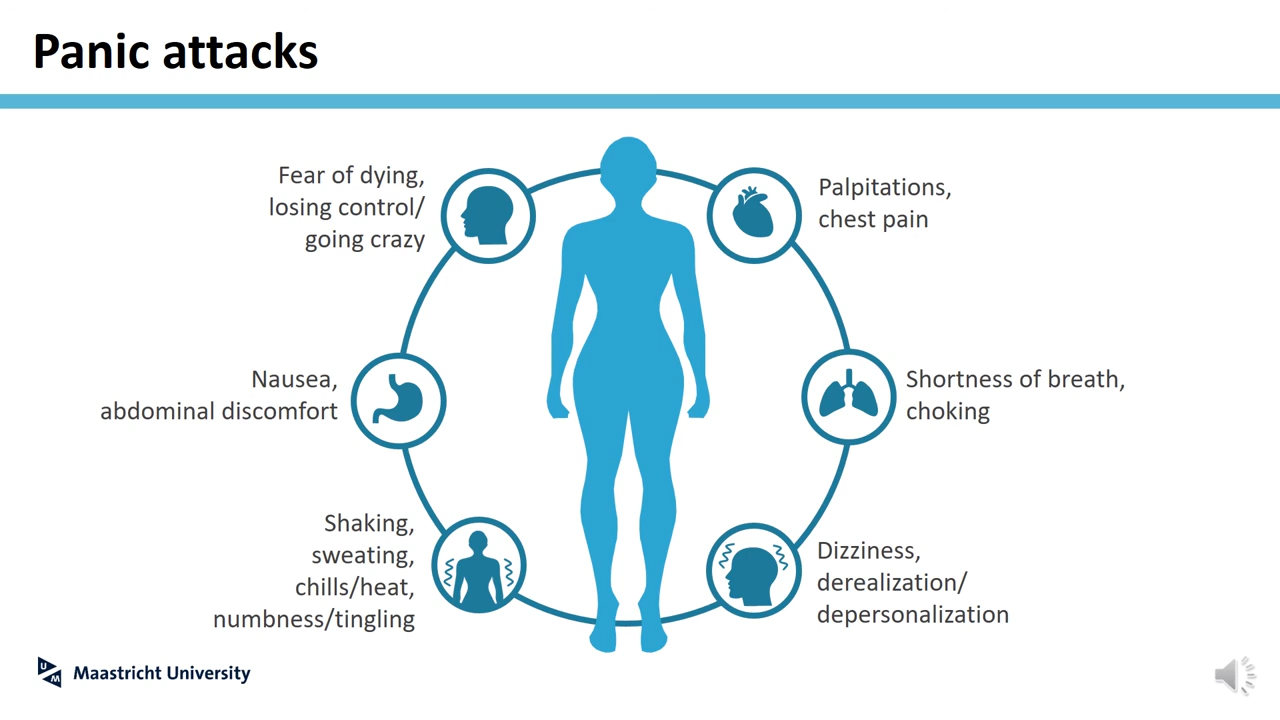 Panic attacks
Fear of dying,
losing control/
going crazy
Palpitations,
chest pain
Nausea,
abdominal discomfort
Shortness of breath,
choking
Shaking,
sweating,
chills/heat,
numbness/tingling
Dizziness,
derealization/
depersonalization
UM Maastricht University